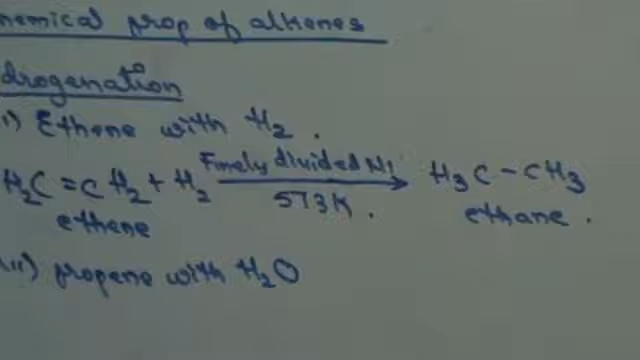 hemical prop of alkenes
drogenation
i) Ethene with H₂.
H₂C = CH₂ + H₂ Finely divided Ni 573K. H₃C - CH₃
ethene ethane.
ii) propene with H₂O